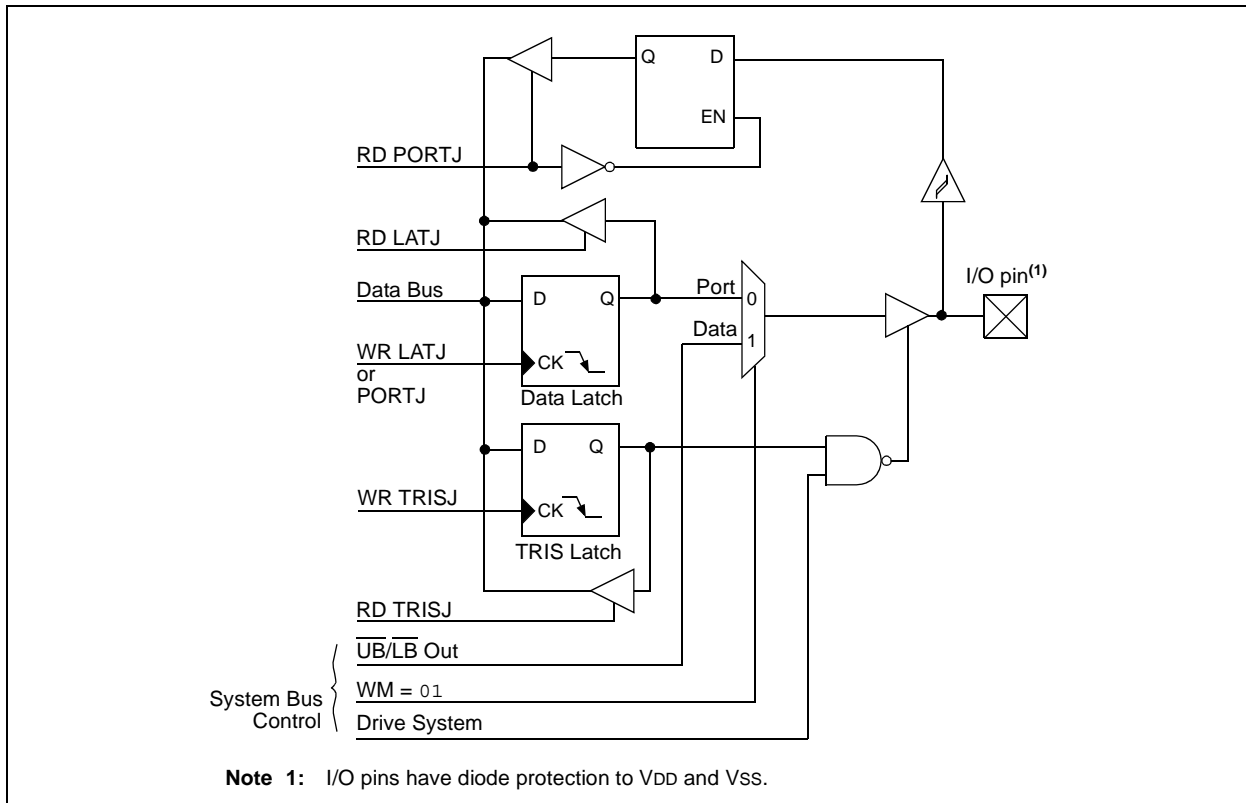 Q D
EN
RD PORTJ
RD LATJ
I/O pin(1)
Data Bus
D Q
Port
0
Data
1
WR LATJ
or
PORTJ
CK
Data Latch
D Q
WR TRISJ
CK
TRIS Latch
RD TRISJ
UB/LB Out
WM = 01
System Bus
Control
Drive System
Note 1: I/O pins have diode protection to VDD and VSS.